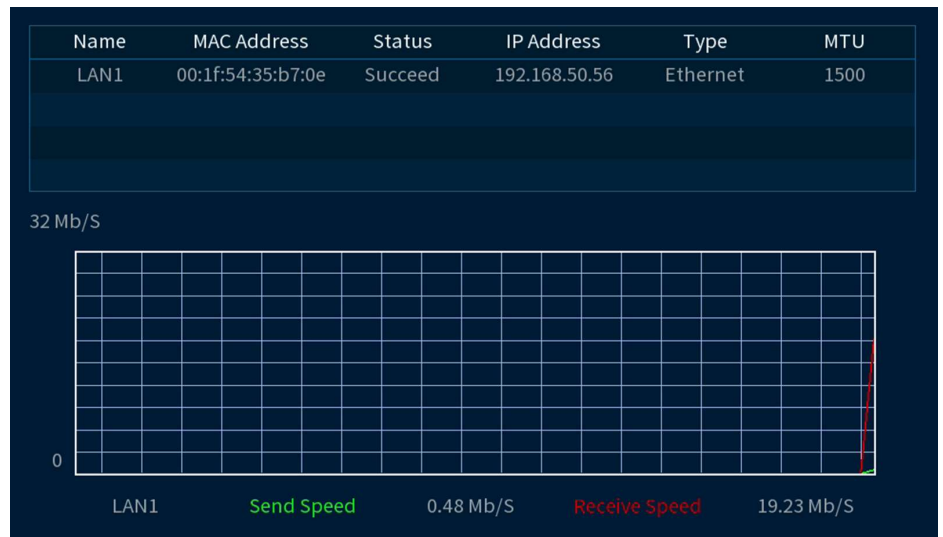 Name MAC Address Status IP Address Type MTU
LAN1 00:1f:54:35:b7:0e Succeed 192.168.50.56 Ethernet 1500
32 Mb/S
0
LAN1 Send Speed 0.48 Mb/S Receive Speed 19.23 Mb/S